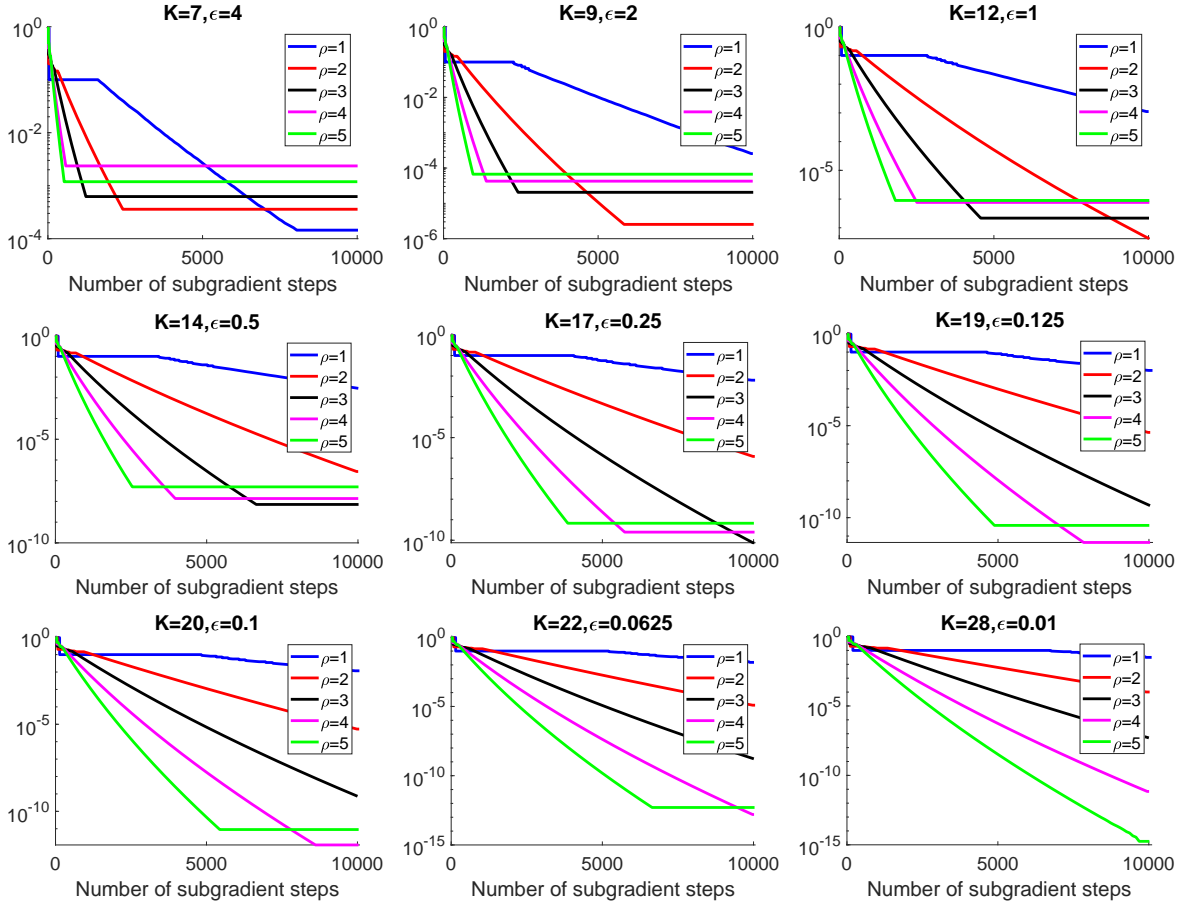 K=7,ϵ=4
10^0
10^-2
10^-4
ρ=1
ρ=2
ρ=3
ρ=4
ρ=5
0
5000
10000
Number of subgradient steps
K=9,ϵ=2
10^0
10^-2
10^-4
10^-6
ρ=1
ρ=2
ρ=3
ρ=4
ρ=5
0
5000
10000
Number of subgradient steps
K=12,ϵ=1
10^0
10^-5
ρ=1
ρ=2
ρ=3
ρ=4
ρ=5
0
5000
10000
Number of subgradient steps
K=14,ϵ=0.5
10^0
10^-5
10^-10
ρ=1
ρ=2
ρ=3
ρ=4
ρ=5
0
5000
10000
Number of subgradient steps
K=17,ϵ=0.25
10^0
10^-5
10^-10
ρ=1
ρ=2
ρ=3
ρ=4
ρ=5
0
5000
10000
Number of subgradient steps
K=19,ϵ=0.125
10^0
10^-5
10^-10
ρ=1
ρ=2
ρ=3
ρ=4
ρ=5
0
5000
10000
Number of subgradient steps
K=20,ϵ=0.1
10^0
10^-5
10^-10
ρ=1
ρ=2
ρ=3
ρ=4
ρ=5
0
5000
10000
Number of subgradient steps
K=22,ϵ=0.0625
10^0
10^-5
10^-10
10^-15
ρ=1
ρ=2
ρ=3
ρ=4
ρ=5
0
5000
10000
Number of subgradient steps
K=28,ϵ=0.01
10^0
10^-5
10^-10
10^-15
ρ=1
ρ=2
ρ=3
ρ=4
ρ=5
0
5000
10000
Number of subgradient steps